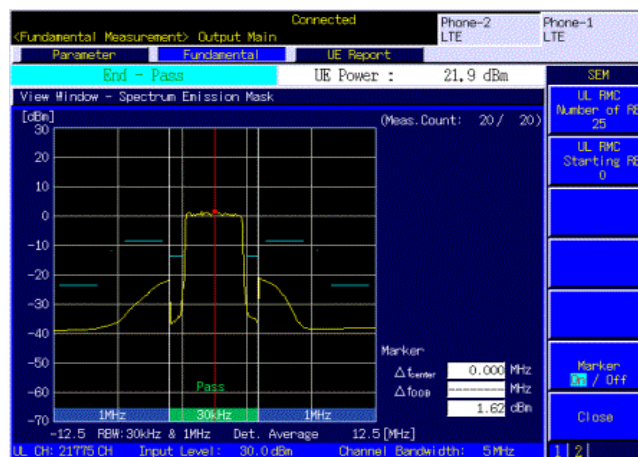 Connected
<Fundamental Measurement> Output Main
Phone-2
LTE
Phone-1
LTE
Parameter
Fundamental
UE Report
End - Pass
UE Power : 21.9 dBm
SEM
View Window - Spectrum Emission Mask
UL RMC
Number of RB
25
[dBm]
(Meas.Count: 20/ 20)
UL RMC
Starting RB
0
30
20
10
0
-10
-20
-30
-40
-50
-60
-70
Marker
Δfcenter 0.000 MHz
ΔfOOB -------- MHz
1.62 dBm
Pass
1MHz
30kHz
1MHz
Marker
On / Off
Close
-12.5 RBW:30kHz & 1MHz Det. Average 12.5[MHz]
UL CH: 21775CH Input Level: 30.0dBm Channel Bandwidth: 5MHz
1 2